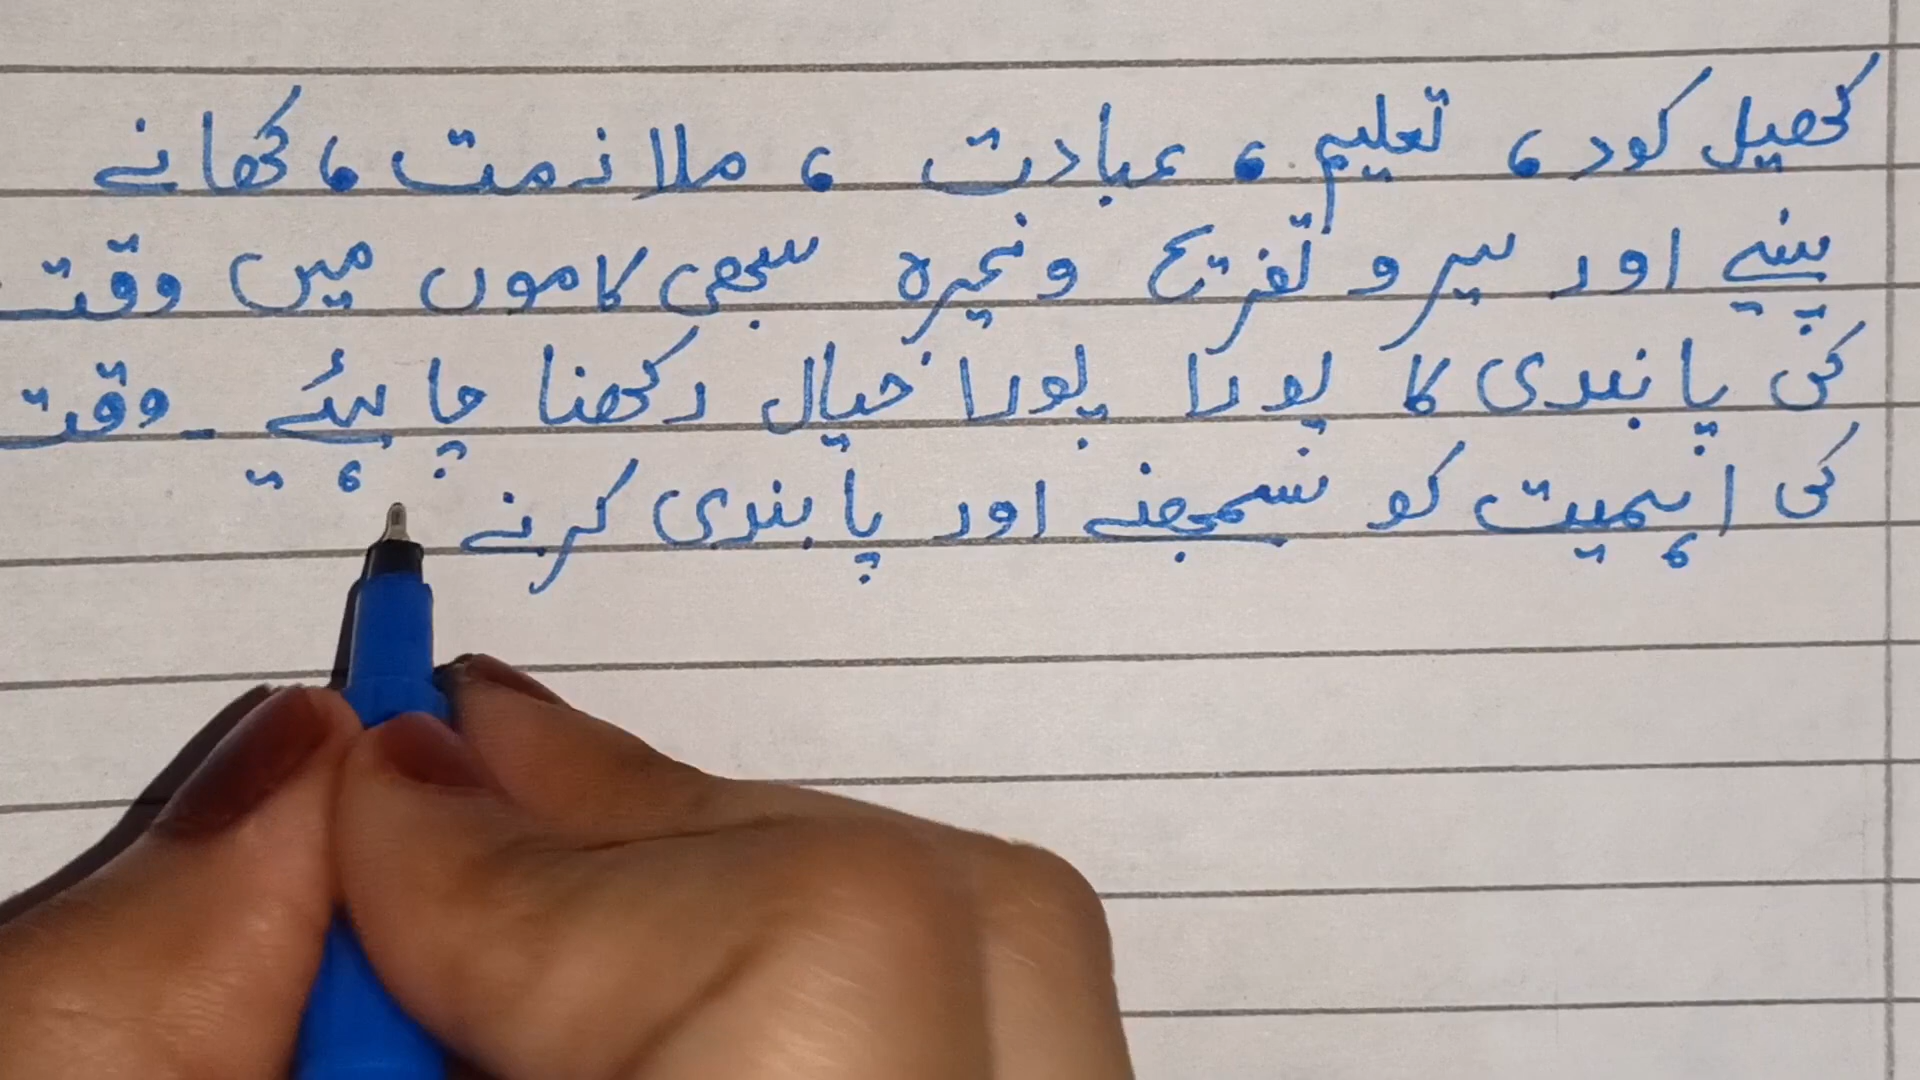 کھیل کود، تعلیم، عبادت، ملازمت، کھانے
پینے اور سیر و تفریح وغیرہ سبھی کاموں میں وقت
کی پابندی کا پورا پورا خیال رکھنا چاہئے۔ وقت
کی اہمیت کو سمجھنے اور پابندی کرنے